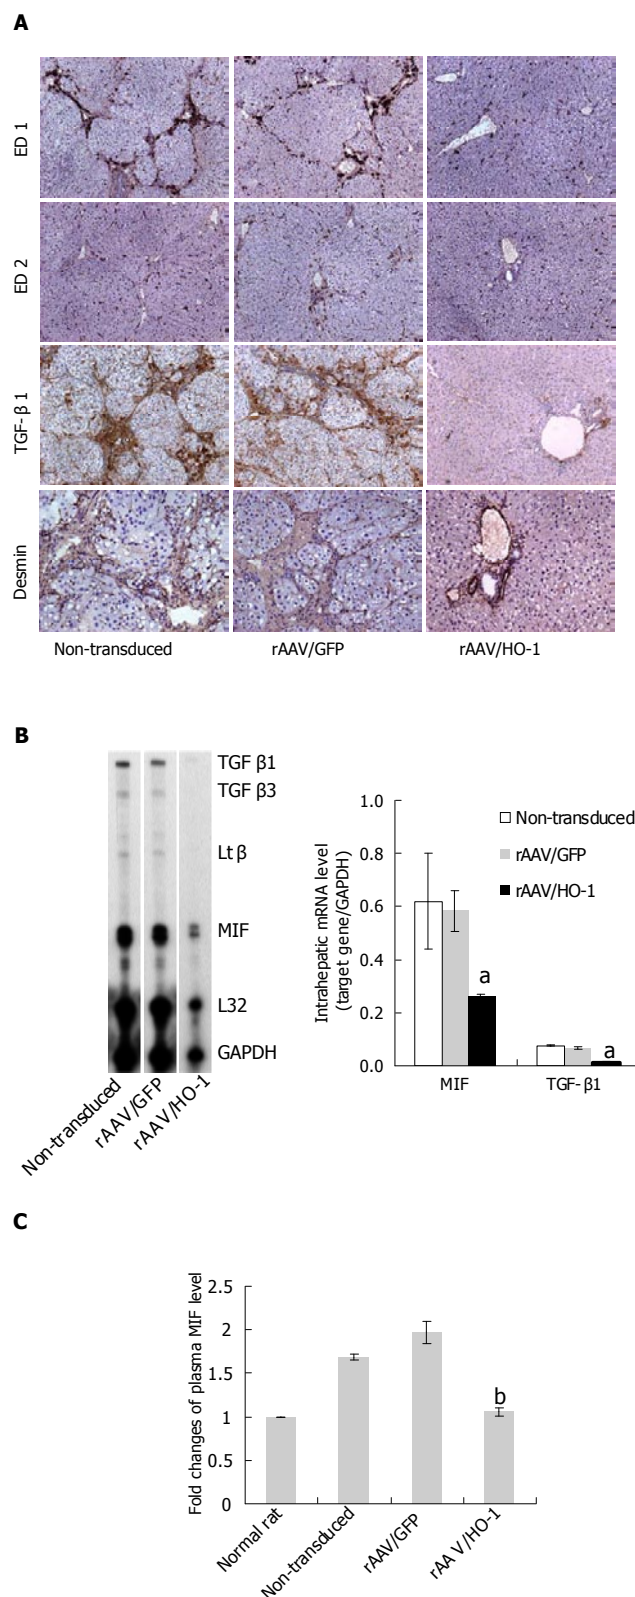 A
ED 1
ED 2
TGF-β1
Desmin
Non-transduced
rAAV/GFP
rAAV/HO-1
B
TGF β1
TGF β3
Lt β
MIF
L32
GAPDH
Non-transduced
rAAV/GFP
rAAV/HO-1
Intrahepatic mRNA level
(target gene/GAPDH)
1.0
0.8
0.6
0.4
0.2
0.0
Non-transduced
rAAV/GFP
rAAV/HO-1
a
a
MIF
TGF-β1
C
Fold changes of plasma MIF level
2.5
2
1.5
1
0.5
0
b
Normal rat
Non-transduced
rAAV/GFP
rAA V/HO-1